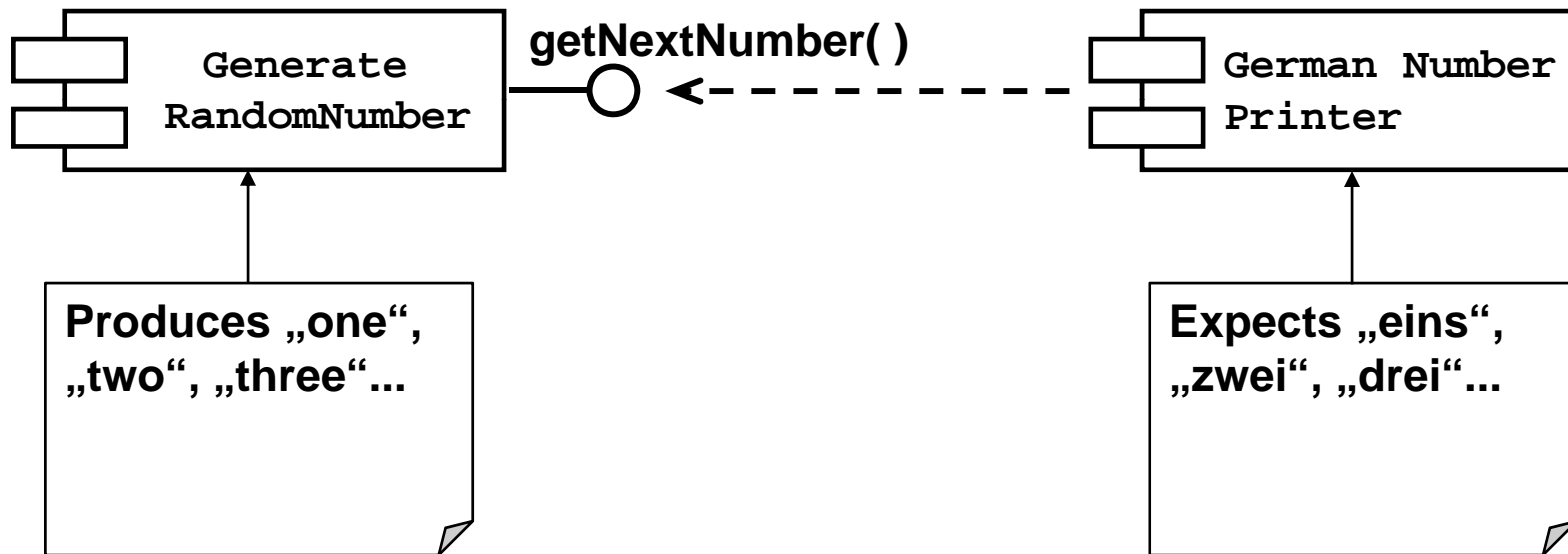 Generate
RandomNumber
getNextNumber( )
German Number
Printer
Produces „one“,
„two“, „three“...
Expects „eins“,
„zwei“, „drei“...